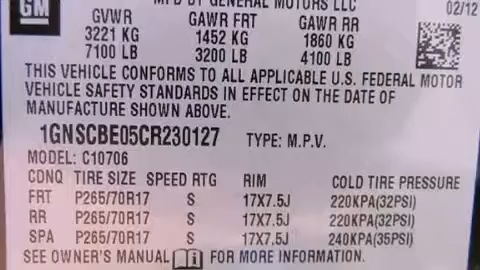 MFD BY GENERAL MOTORS LLC
02/12
GM
GVWR GAWR FRT GAWR RR
3221 KG 1452 KG 1860 KG
7100 LB 3200 LB 4100 LB
THIS VEHICLE CONFORMS TO ALL APPLICABLE U.S. FEDERAL MOTOR
VEHICLE SAFETY STANDARDS IN EFFECT ON THE DATE OF
MANUFACTURE SHOWN ABOVE.
1GNSCBE05CR230127 TYPE: M.P.V.
MODEL: C10706
CDNQ TIRE SIZE SPEED RTG RIM COLD TIRE PRESSURE
FRT P265/70R17 S 17X7.5J 220KPA(32PSI)
RR P265/70R17 S 17X7.5J 220KPA(32PSI)
SPA P265/70R17 S 17X7.5J 240KPA(35PSI)
SEE OWNER'S MANUAL i FOR MORE INFORMATION.